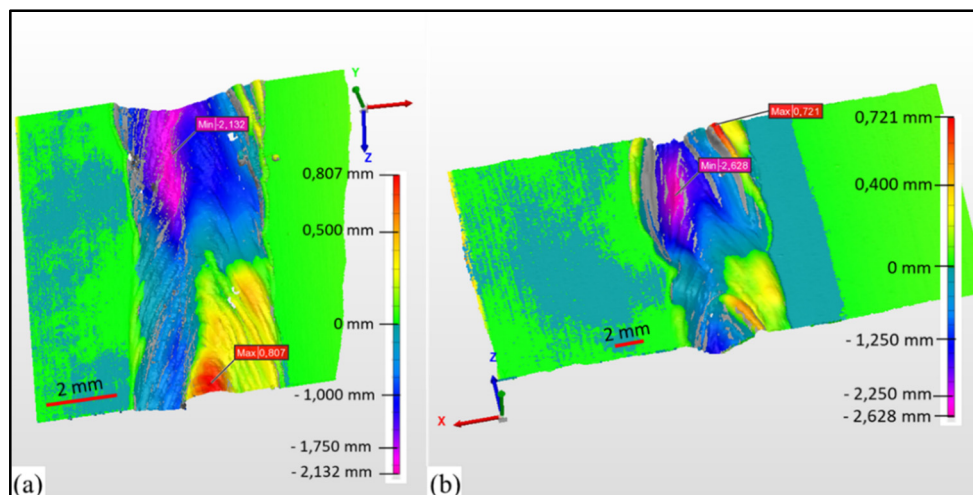 Y
Z
Min -2,132
0,807 mm
0,500 mm
0 mm
- 1,000 mm
- 1,750 mm
- 2,132 mm
Max 0,807
2 mm
(a)
Max 0,721
Min -2,628
0,721 mm
0,400 mm
0 mm
- 1,250 mm
- 2,250 mm
- 2,628 mm
2 mm
Z
X
(b)